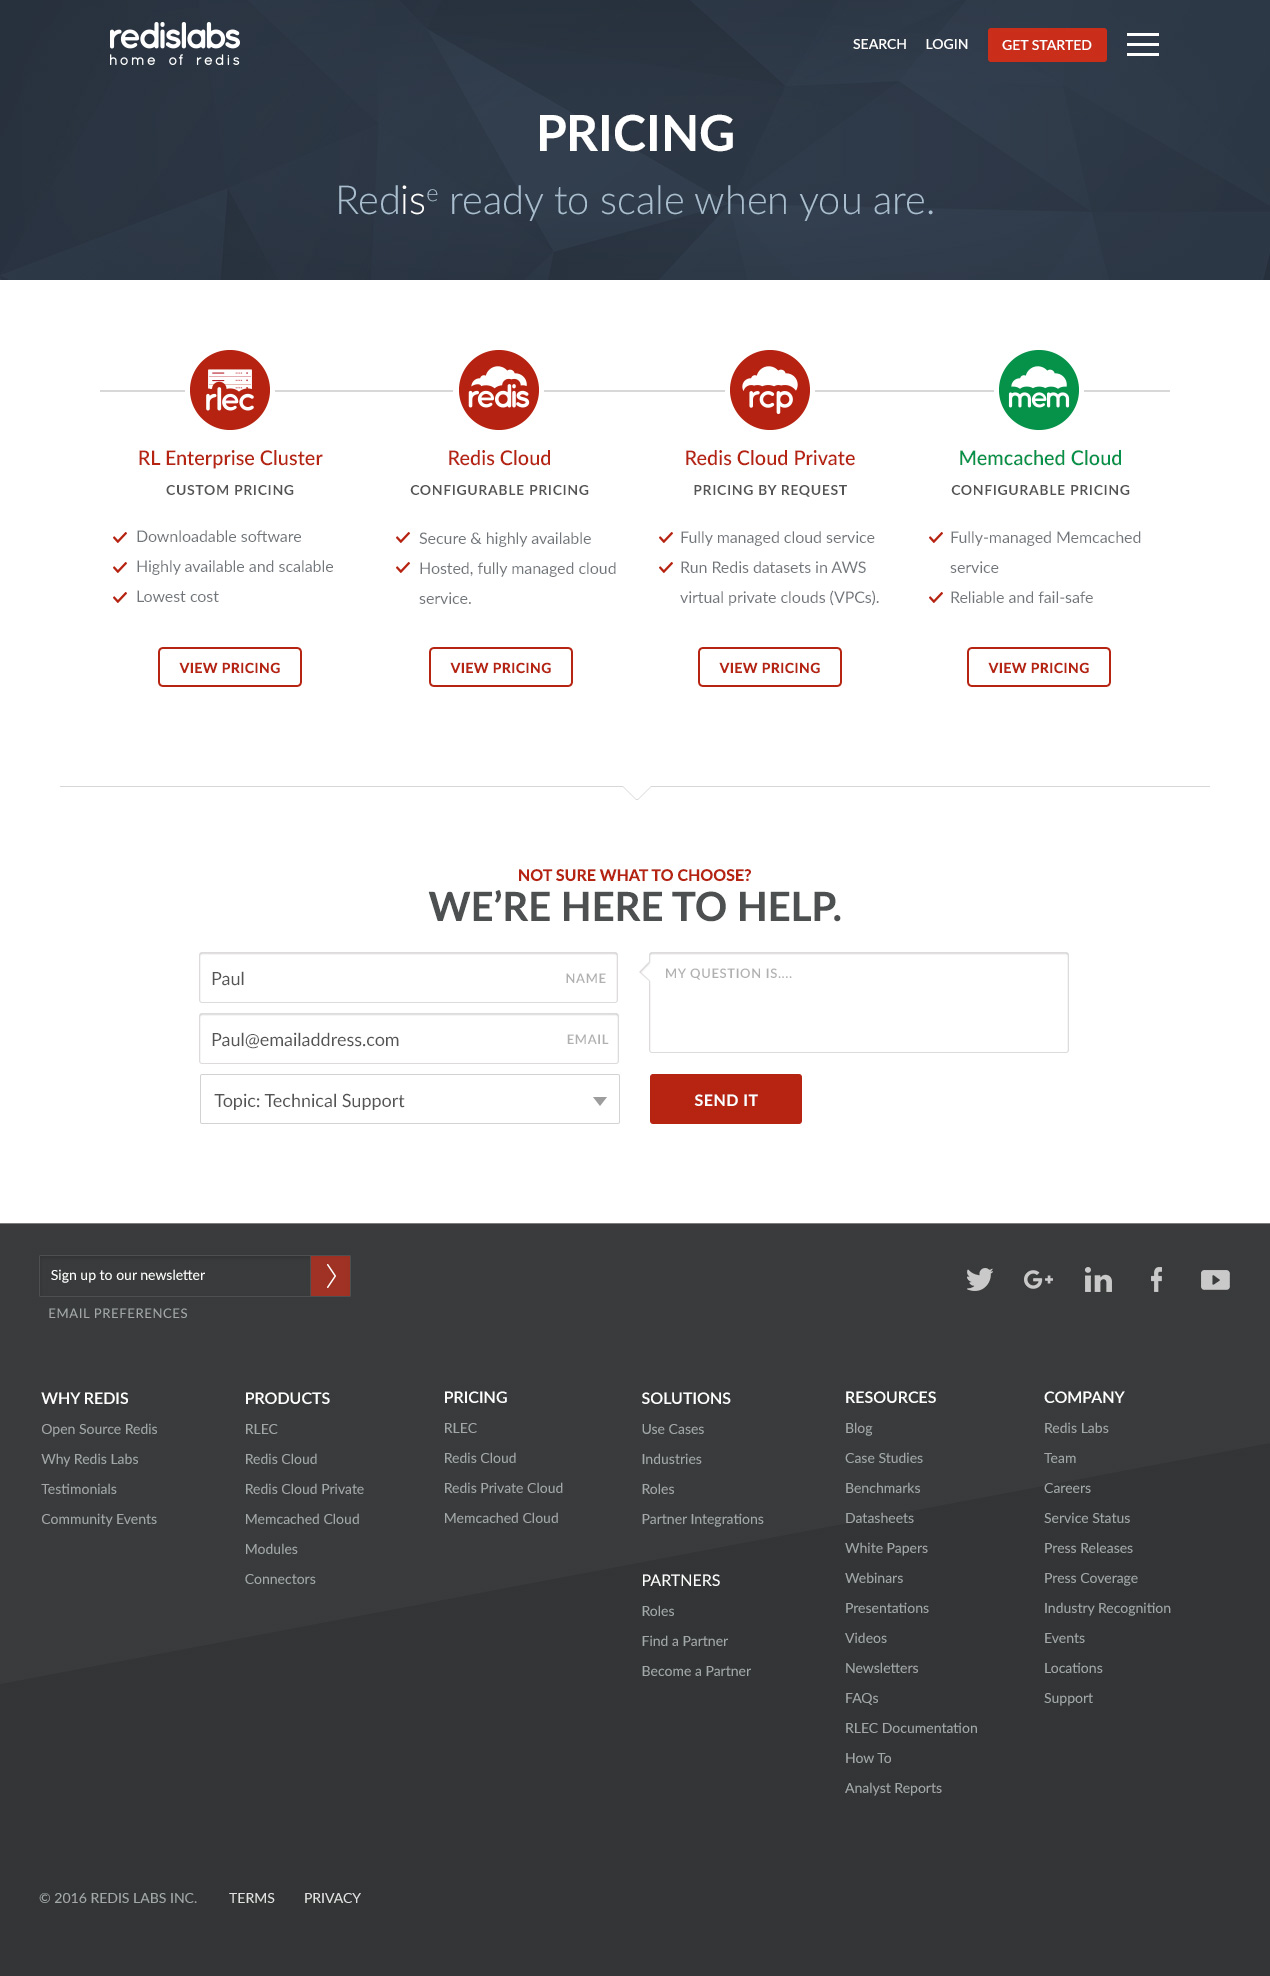 redislabs
home of redis
SEARCH LOGIN GET STARTED
PRICING
Redisᵉ ready to scale when you are.
rlec
RL Enterprise Cluster
CUSTOM PRICING
Downloadable software
Highly available and scalable
Lowest cost
VIEW PRICING
redis
Redis Cloud
CONFIGURABLE PRICING
Secure & highly available
Hosted, fully managed cloud
service.
VIEW PRICING
rcp
Redis Cloud Private
PRICING BY REQUEST
Fully managed cloud service
Run Redis datasets in AWS
virtual private clouds (VPCs).
VIEW PRICING
mem
Memcached Cloud
CONFIGURABLE PRICING
Fully-managed Memcached
service
Reliable and fail-safe
VIEW PRICING
NOT SURE WHAT TO CHOOSE?
WE’RE HERE TO HELP.
Paul NAME
Paul@emailaddress.com EMAIL
Topic: Technical Support
MY QUESTION IS....
SEND IT
Sign up to our newsletter
EMAIL PREFERENCES
G+ in f
WHY REDIS
Open Source Redis
Why Redis Labs
Testimonials
Community Events
PRODUCTS
RLEC
Redis Cloud
Redis Cloud Private
Memcached Cloud
Modules
Connectors
PRICING
RLEC
Redis Cloud
Redis Private Cloud
Memcached Cloud
SOLUTIONS
Use Cases
Industries
Roles
Partner Integrations
PARTNERS
Roles
Find a Partner
Become a Partner
RESOURCES
Blog
Case Studies
Benchmarks
Datasheets
White Papers
Webinars
Presentations
Videos
Newsletters
FAQs
RLEC Documentation
How To
Analyst Reports
COMPANY
Redis Labs
Team
Careers
Service Status
Press Releases
Press Coverage
Industry Recognition
Events
Locations
Support
© 2016 REDIS LABS INC. TERMS PRIVACY